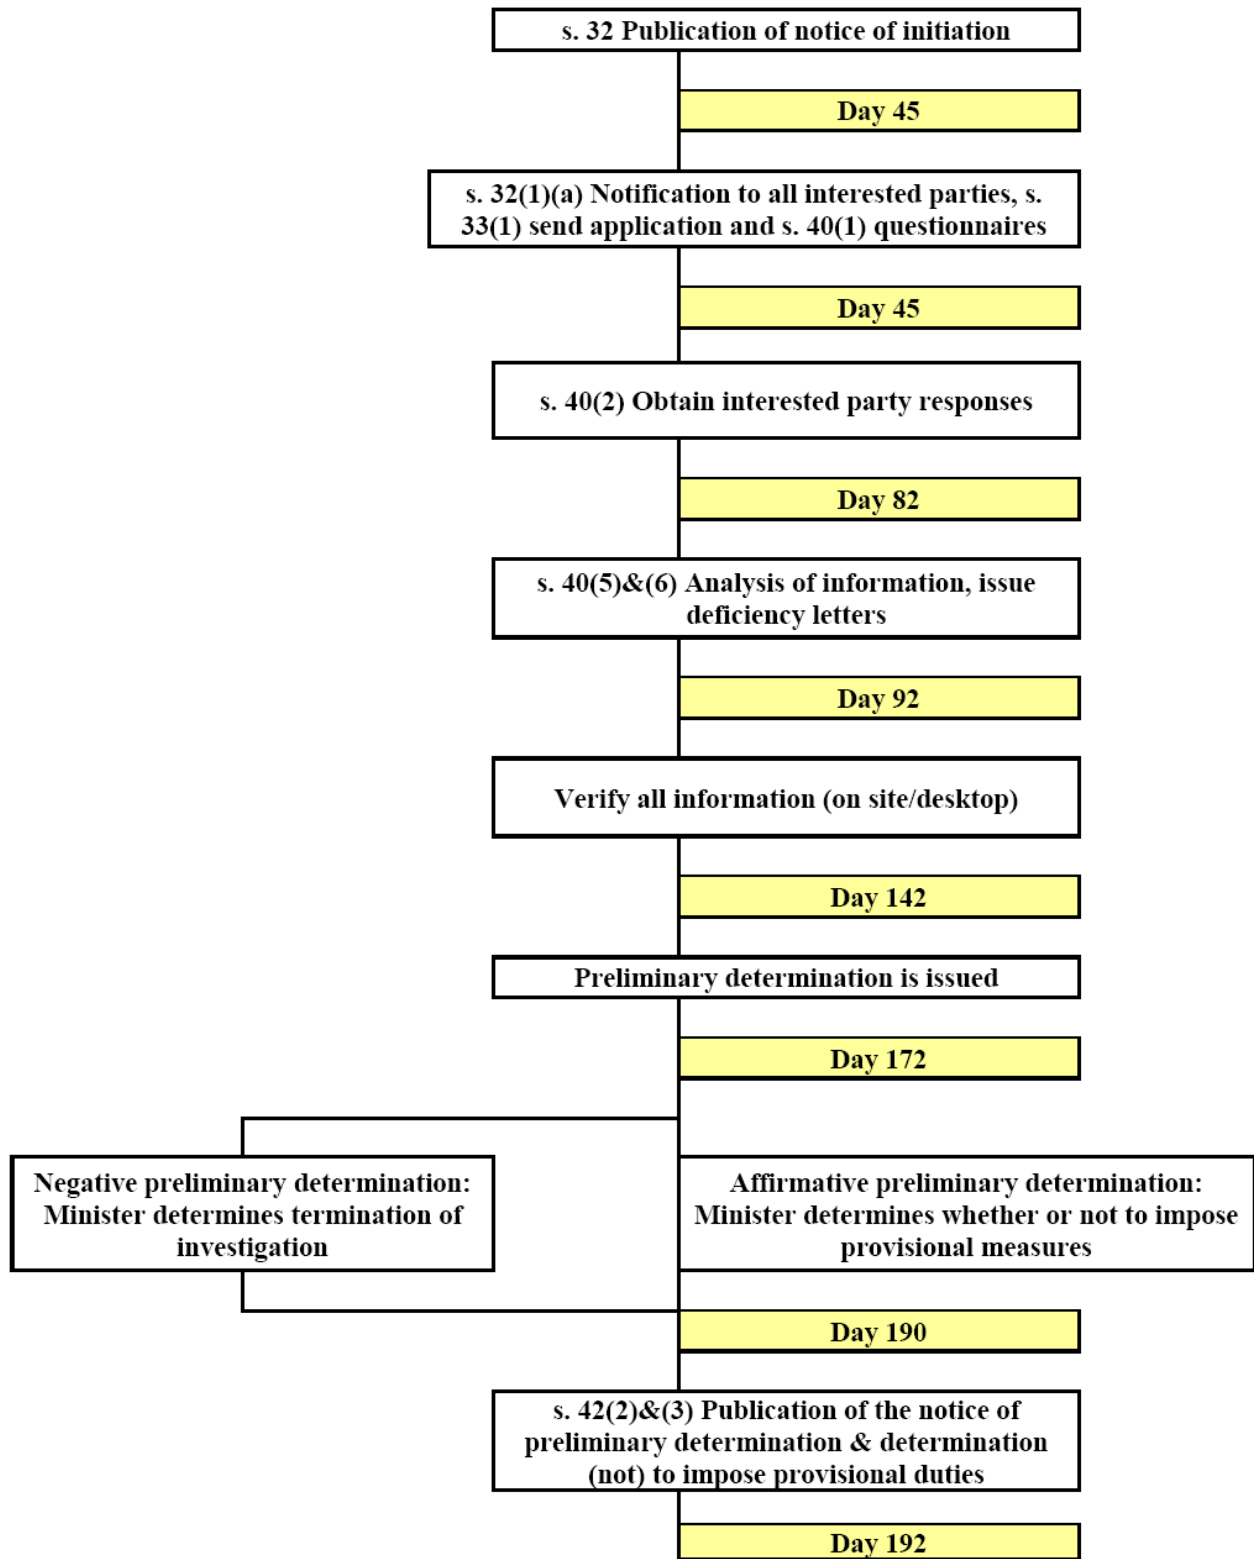 s. 32 Publication of notice of initiation
Day 45
s. 32(1)(a) Notification to all interested parties, s.
33(1) send application and s. 40(1) questionnaires
Day 45
s. 40(2) Obtain interested party responses
Day 82
s. 40(5)&(6) Analysis of information, issue
deficiency letters
Day 92
Verify all information (on site/desktop)
Day 142
Preliminary determination is issued
Day 172
Negative preliminary determination:
Minister determines termination of
investigation
Affirmative preliminary determination:
Minister determines whether or not to impose
provisional measures
Day 190
s. 42(2)&(3) Publication of the notice of
preliminary determination & determination
(not) to impose provisional duties
Day 192